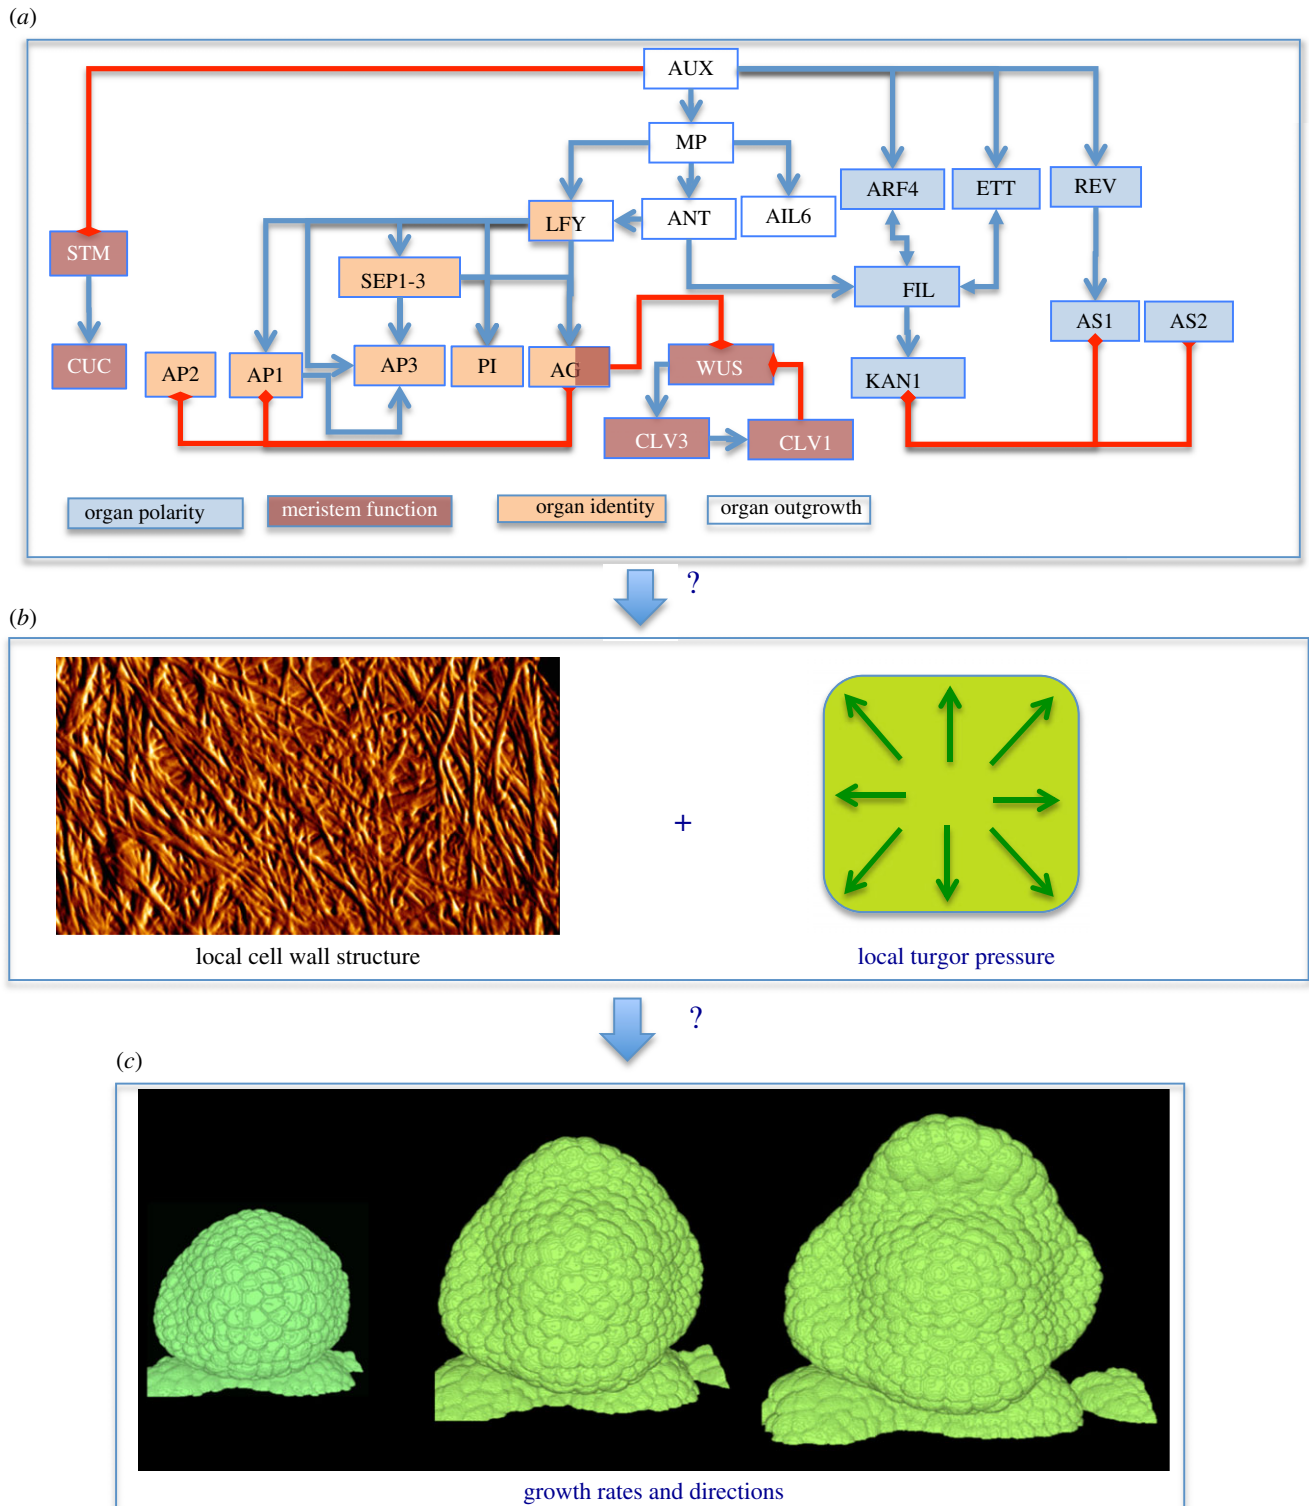 (a)
AUX
MP
ARF4 ETT REV
LFY ANT AIL6
STM
SEP1-3
FIL
AS1 AS2
CUC AP2 AP1 AP3 PI AG WUS KAN1
CLV3 CLV1
organ polarity meristem function organ identity organ outgrowth
?
(b)
+
local cell wall structure local turgor pressure
?
(c)
growth rates and directions